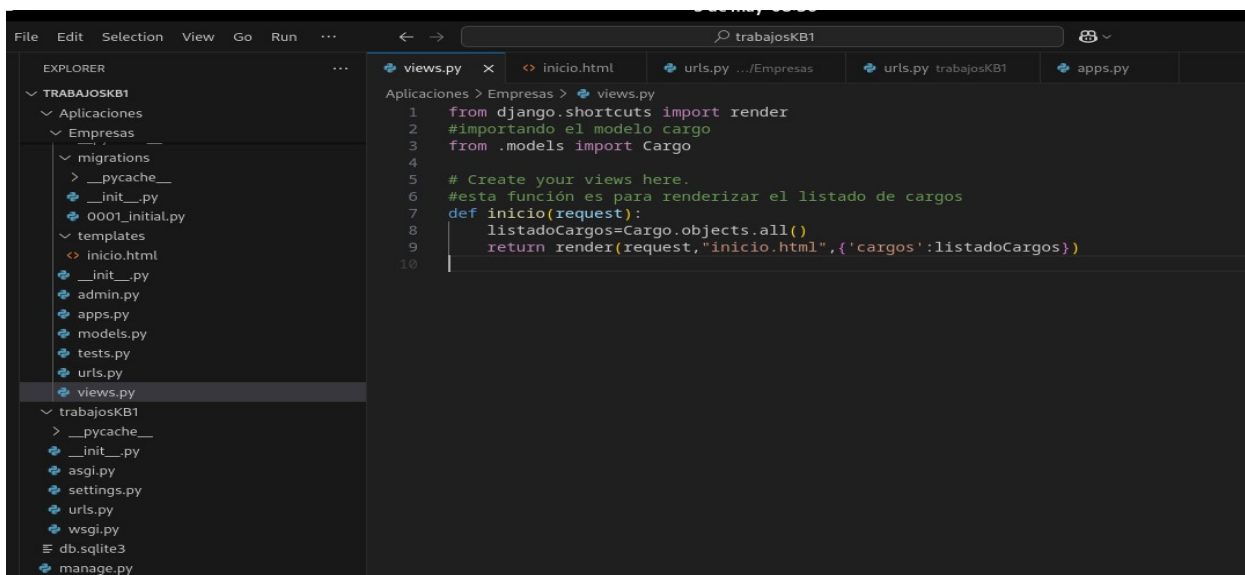 File Edit Selection View Go Run ... trabajosKB1
EXPLORER ...
views.py inicio.html urls.py .../Empresas urls.py trabajosKB1 apps.py
TRABAJOSKB1
Aplicaciones
Empresas
migrations
__pycache__
__init__.py
0001_initial.py
templates
inicio.html
__init__.py
admin.py
apps.py
models.py
tests.py
urls.py
views.py
trabajosKB1
__pycache__
__init__.py
asgi.py
settings.py
urls.py
wsgi.py
db.sqlite3
manage.py
Aplicaciones > Empresas > views.py
1 from django.shortcuts import render
2 #importando el modelo cargo
3 from .models import Cargo
4
5 # Create your views here.
6 #esta función es para renderizar el listado de cargos
7 def inicio(request):
8 listadoCargos=Cargo.objects.all()
9 return render(request,"inicio.html",{'cargos':listadoCargos})
10